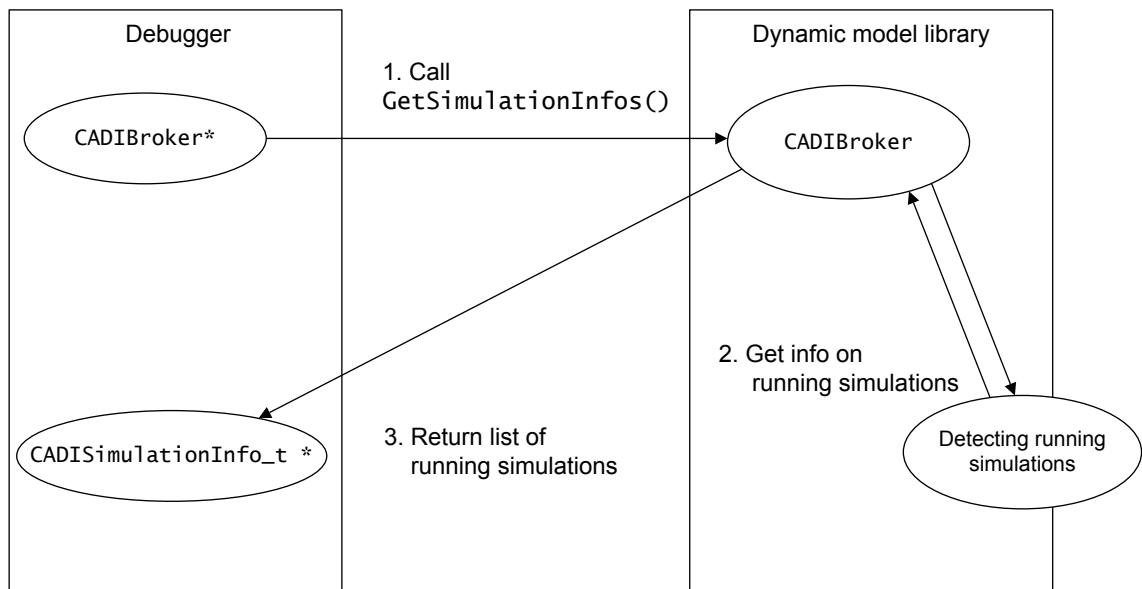 Debugger
Dynamic model library
1. Call
GetSimulationInfos()
CADIBroker*
CADIBroker
2. Get info on
running simulations
3. Return list of
running simulations
CADISimulationInfo_t *
Detecting running
simulations